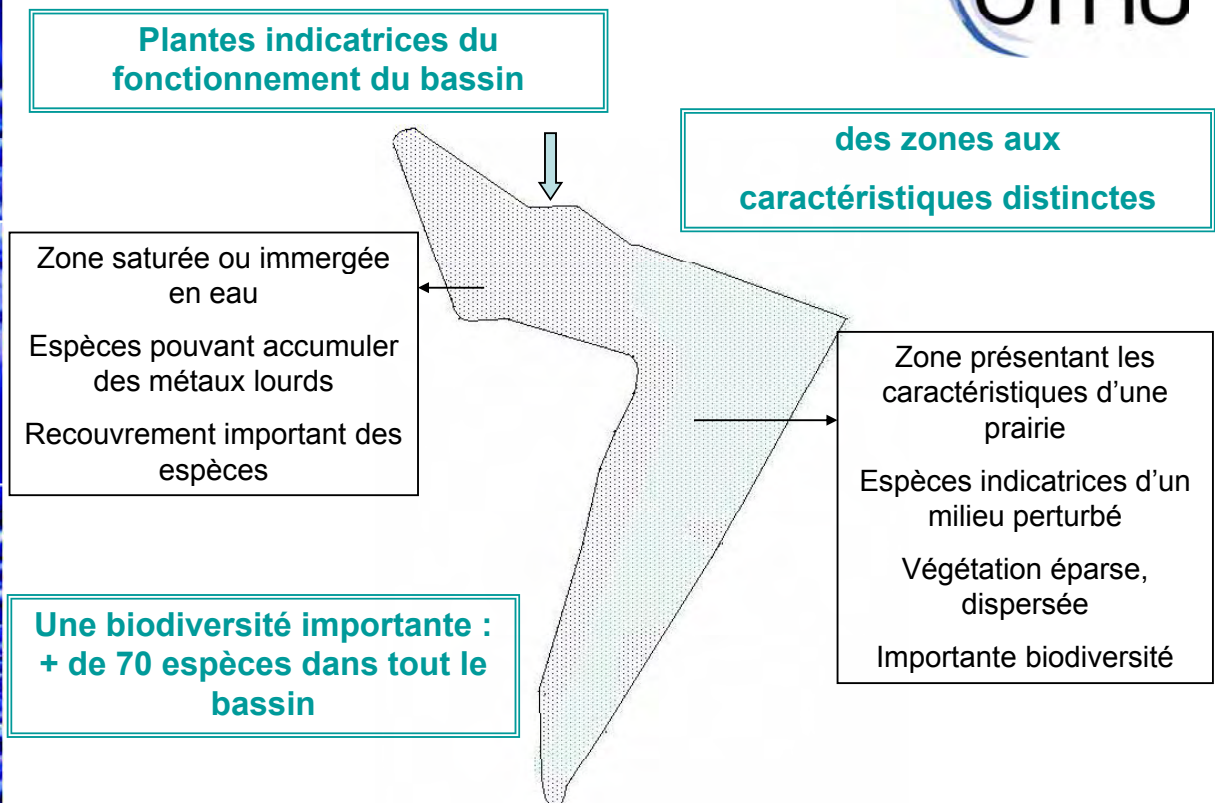 Plantes indicatrices du
fonctionnement du bassin
des zones aux
caractéristiques distinctes
Zone saturée ou immergée
en eau
Espèces pouvant accumuler
des métaux lourds
Recouvrement important des
espèces
Zone présentant les
caractéristiques d’une
prairie
Espèces indicatrices d’un
milieu perturbé
Végétation éparse,
dispersée
Importante biodiversité
Une biodiversité importante :
+ de 70 espèces dans tout le
bassin